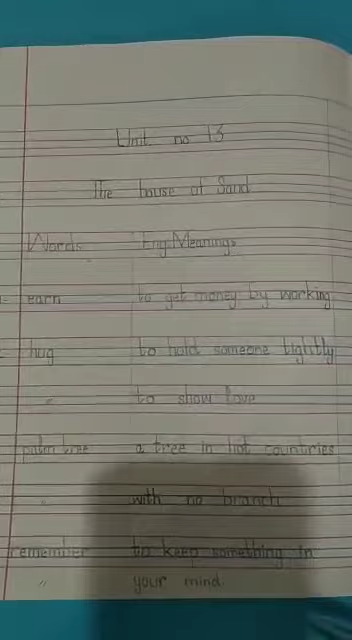 Unit no 13
The house of Sand
Words Eng Meanings
earn to get money by working
hug to hold someone tightly
" to show love
palm tree a tree in hot countries
" with no branch
remember to keep something in
" your mind.